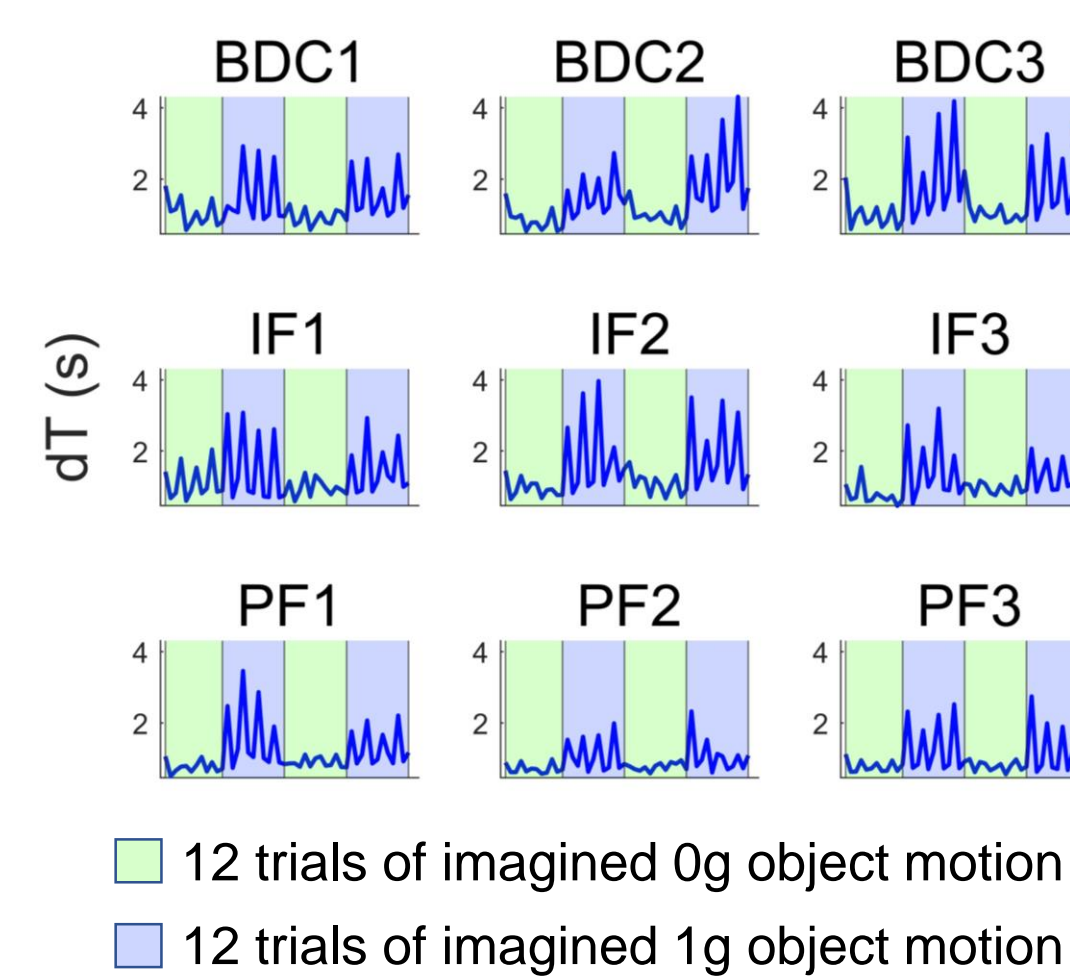 BDC1 BDC2 BDC3
4 4 4
2 2 2
IF1 IF2 IF3
4 4 4
2 2 2
dT (s)
PF1 PF2 PF3
4 4 4
2 2 2
12 trials of imagined 0g object motion
12 trials of imagined 1g object motion